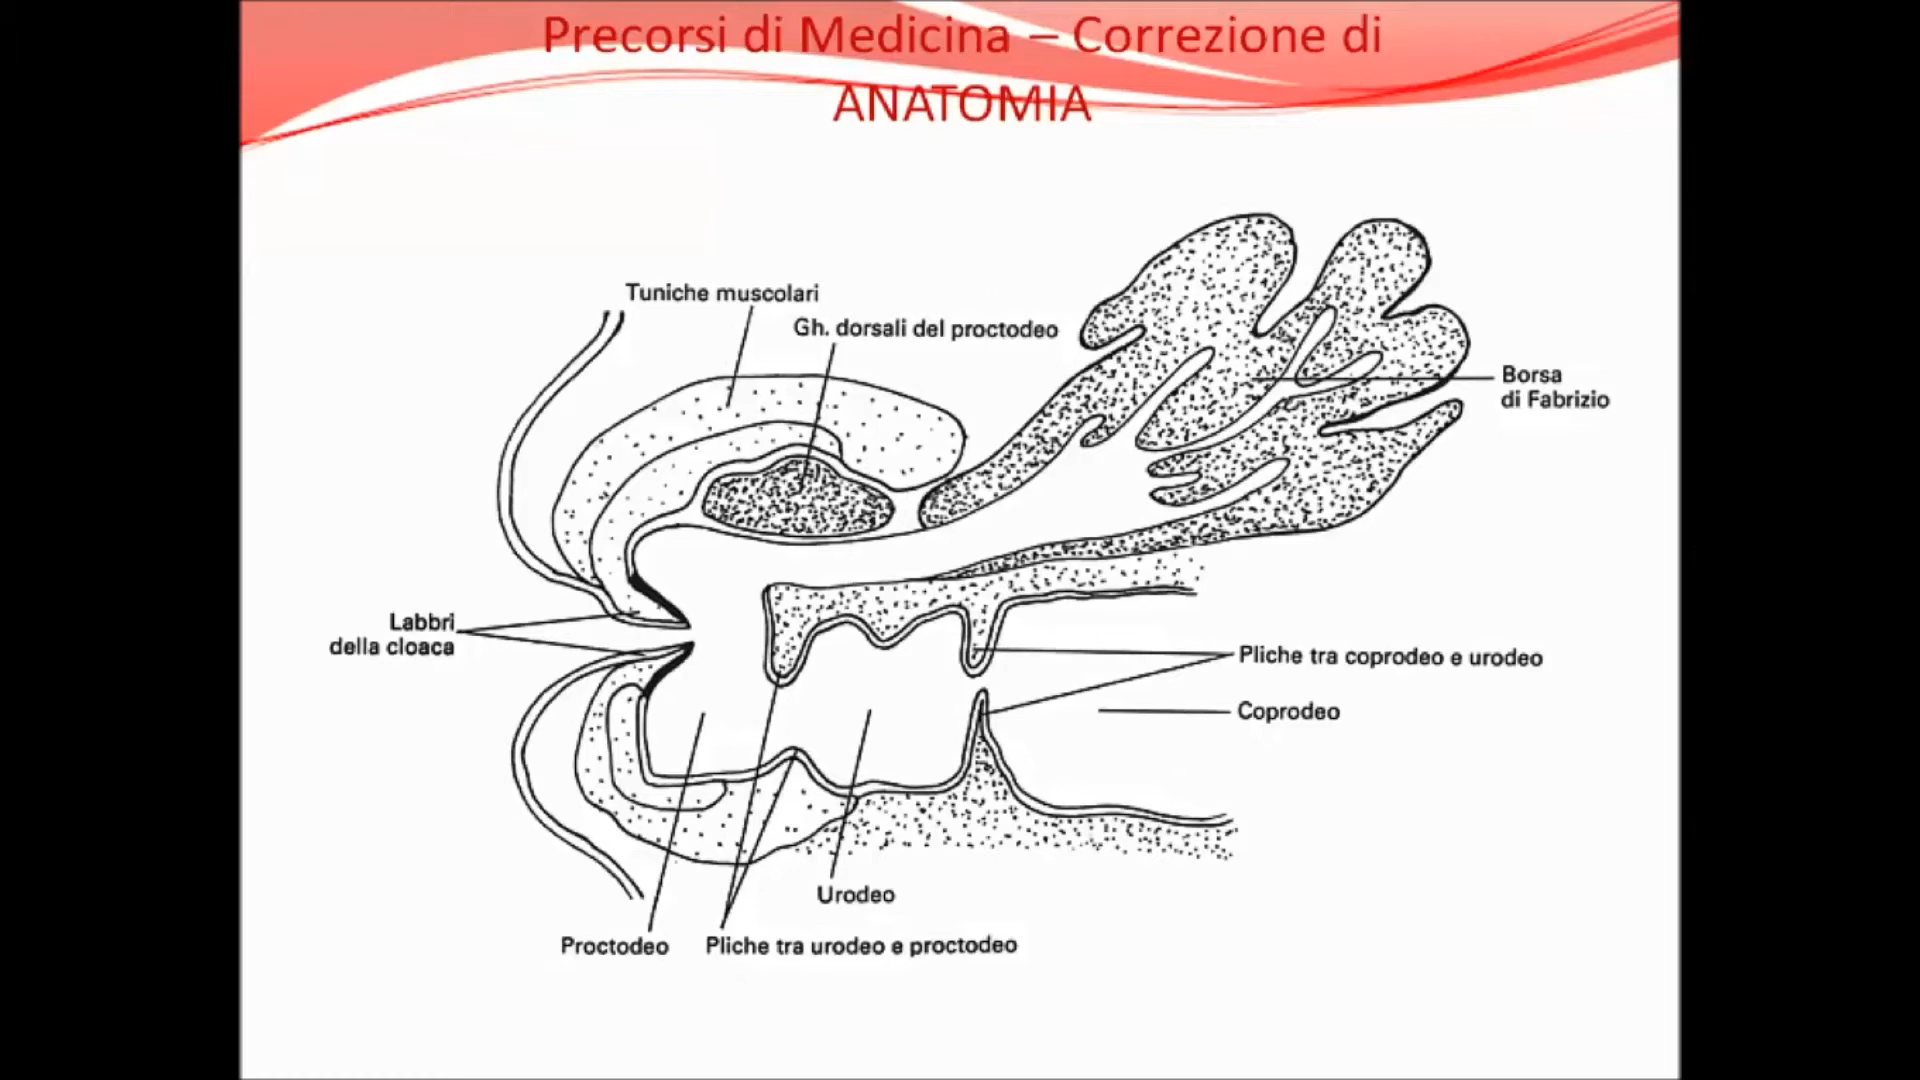 Precorsi di Medicina – Correzione di
ANATOMIA
Tuniche muscolari
Gh. dorsali del proctodeo
Borsa
di Fabrizio
Labbri
della cloaca
Pliche tra coprodeo e urodeo
Coprodeo
Urodeo
Proctodeo
Pliche tra urodeo e proctodeo